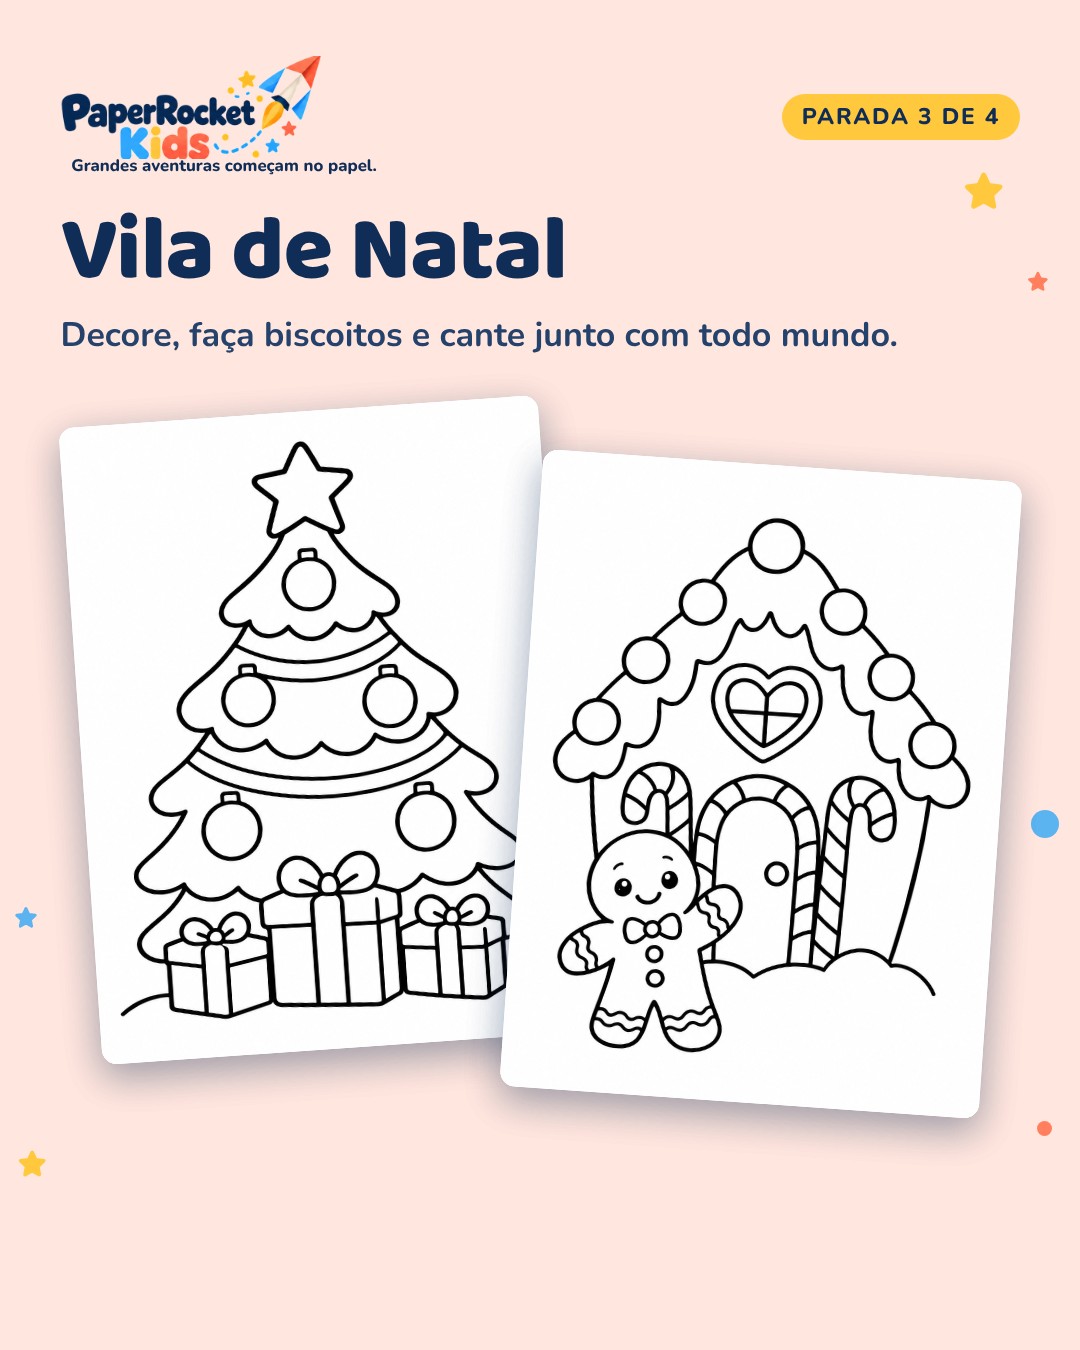 PaperRocket
Kids
Grandes aventuras começam no papel.
PARADA 3 DE 4
Vila de Natal
Decore, faça biscoitos e cante junto com todo mundo.